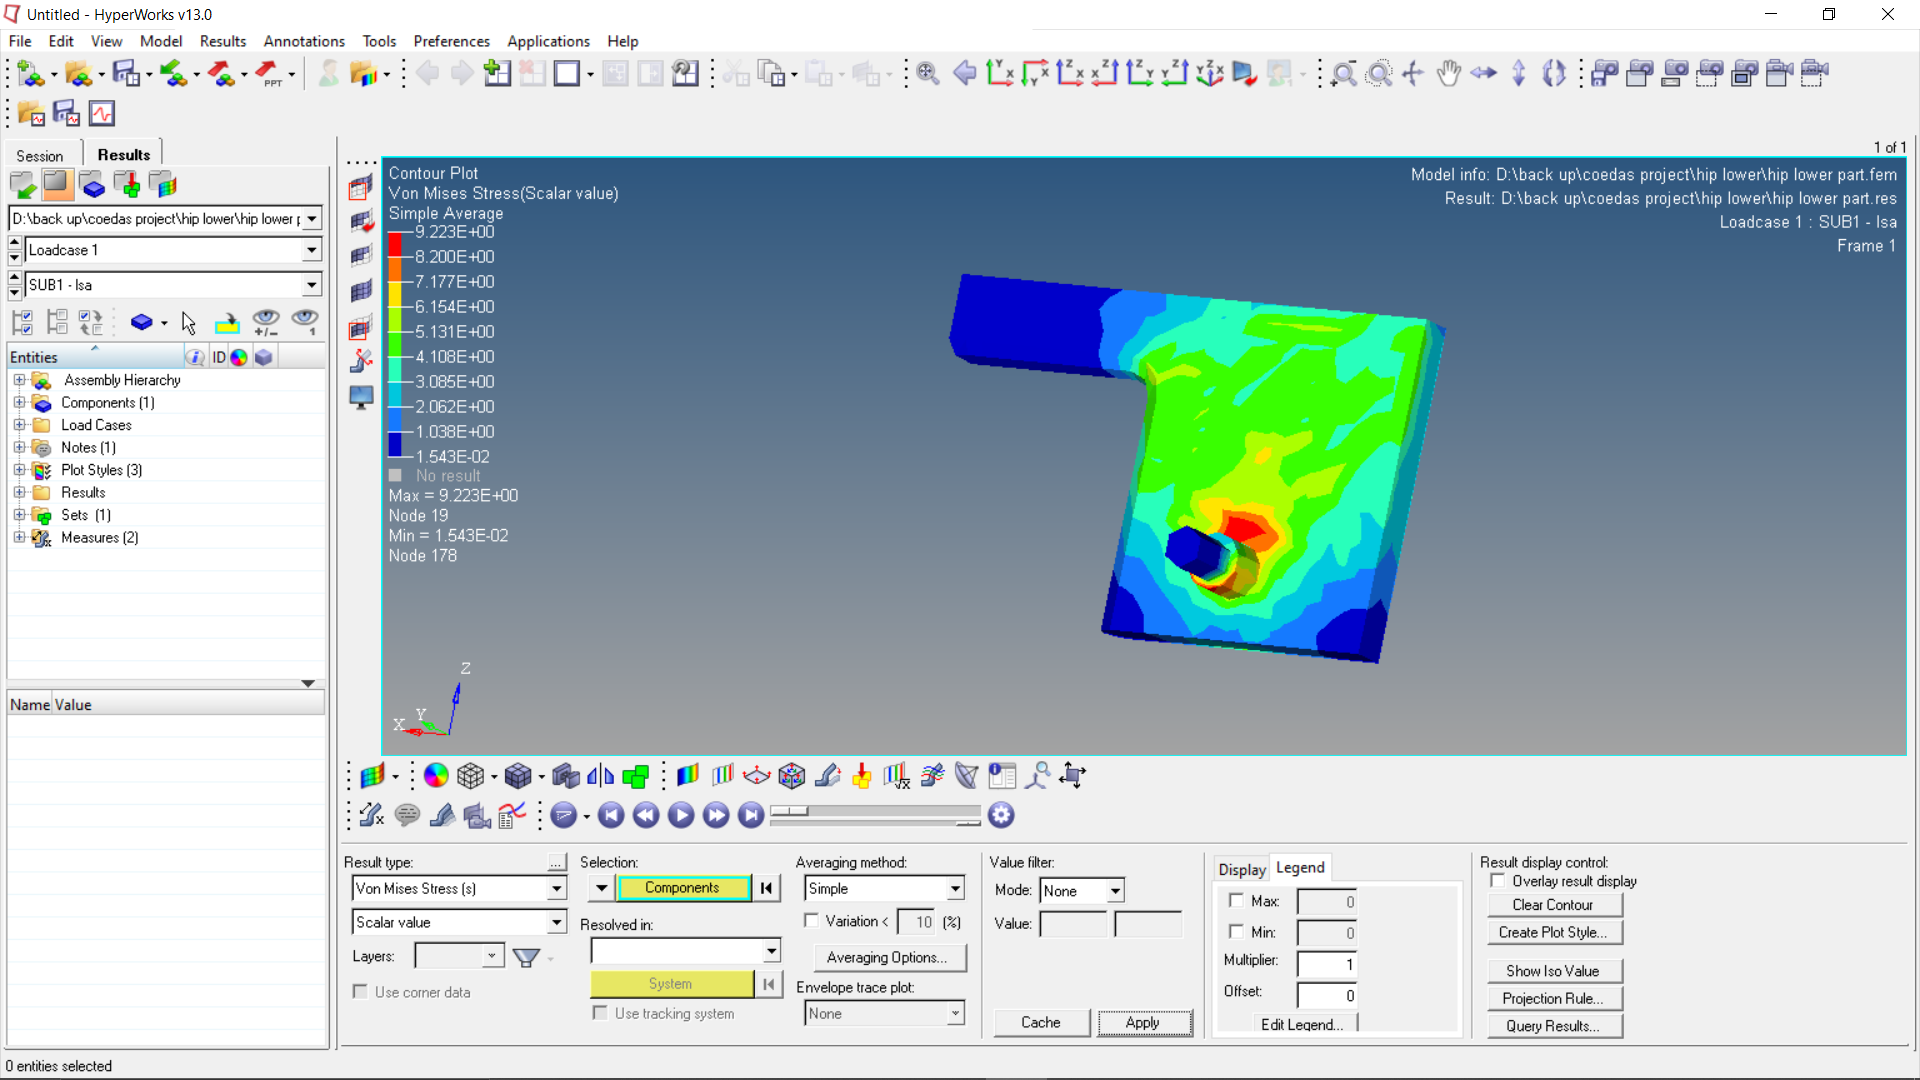 Untitled - HyperWorks v13.0
File Edit View Model Results Annotations Tools Preferences Applications Help
PPT
Session Results
1 of 1
D:\back up\coedas project\hip lower\hip lower p
Loadcase 1
SUB1 - lsa
Entities ID
Assembly Hierarchy
Components (1)
Load Cases
Notes (1)
Plot Styles (3)
Results
Sets (1)
Measures (2)
Name Value
Contour Plot
Von Mises Stress(Scalar value)
Simple Average
9.223E+00
8.200E+00
7.177E+00
6.154E+00
5.131E+00
4.108E+00
3.085E+00
2.062E+00
1.038E+00
1.543E-02
No result
Max = 9.223E+00
Node 19
Min = 1.543E-02
Node 178
Model info: D:\back up\coedas project\hip lower\hip lower part.fem
Result: D:\back up\coedas project\hip lower\hip lower part.res
Loadcase 1 : SUB1 - lsa
Frame 1
Z
Y
X
Result type: ...
Von Mises Stress (s)
Scalar value
Layers:
Use corner data
Selection:
Components
Resolved in:
System
Use tracking system
Averaging method:
Simple
Variation < 10 (%)
Averaging Options...
Envelope trace plot:
None
Value filter:
Mode: None
Value:
Cache Apply
Display Legend
Max: 0
Min: 0
Multiplier: 1
Offset: 0
Edit Legend...
Result display control:
Overlay result display
Clear Contour
Create Plot Style...
Show Iso Value
Projection Rule...
Query Results...
0 entities selected